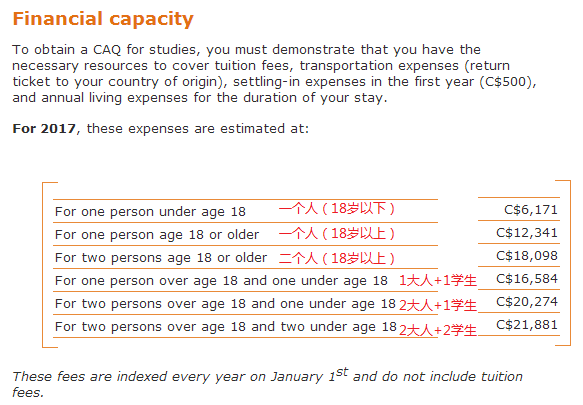 Financial capacity
To obtain a CAQ for studies, you must demonstrate that you have the
necessary resources to cover tuition fees, transportation expenses (return
ticket to your country of origin), settling-in expenses in the first year (C$500),
and annual living expenses for the duration of your stay.
For 2017, these expenses are estimated at:
For one person under age 18 一个人（18岁以下） C$6,171
For one person age 18 or older 一个人（18岁以上） C$12,341
For two persons age 18 or older 二个人（18岁以上） C$18,098
For one person over age 18 and one under age 18 1大人+1学生 C$16,584
For two persons over age 18 and one under age 18 2大人+1学生 C$20,274
For two persons over age 18 and two under age 18 2大人+2学生 C$21,881
These fees are indexed every year on January 1st and do not include tuition
fees.